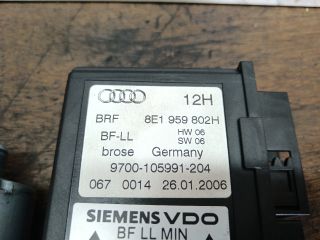 12H
BRF 8E1 959 802H
BF-LL HW 06
SW 06
brose Germany
9700-105991-204
067 0014 26.01.2006
SIEMENS VDO
BF LL MIN